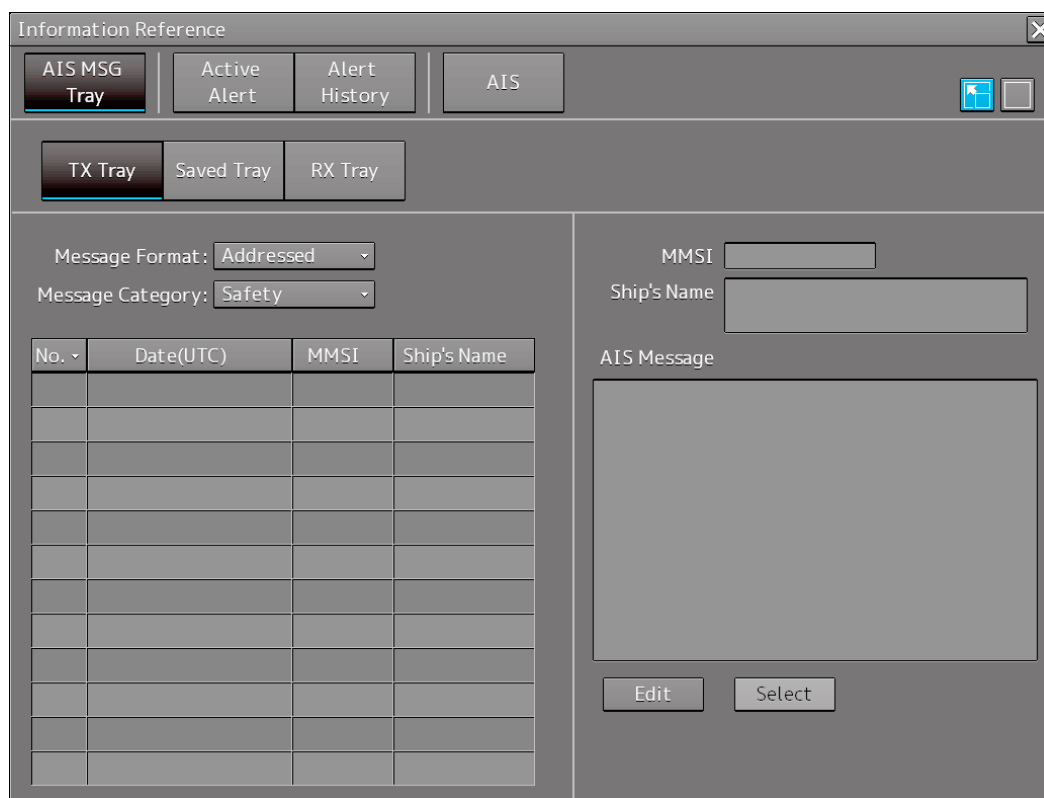 Information Reference
AIS MSG Tray
Active Alert
Alert History
AIS
TX Tray
Saved Tray
RX Tray
Message Format: Addressed
Message Category: Safety
No.
Date(UTC)
MMSI
Ship's Name
MMSI
Ship's Name
AIS Message
Edit
Select